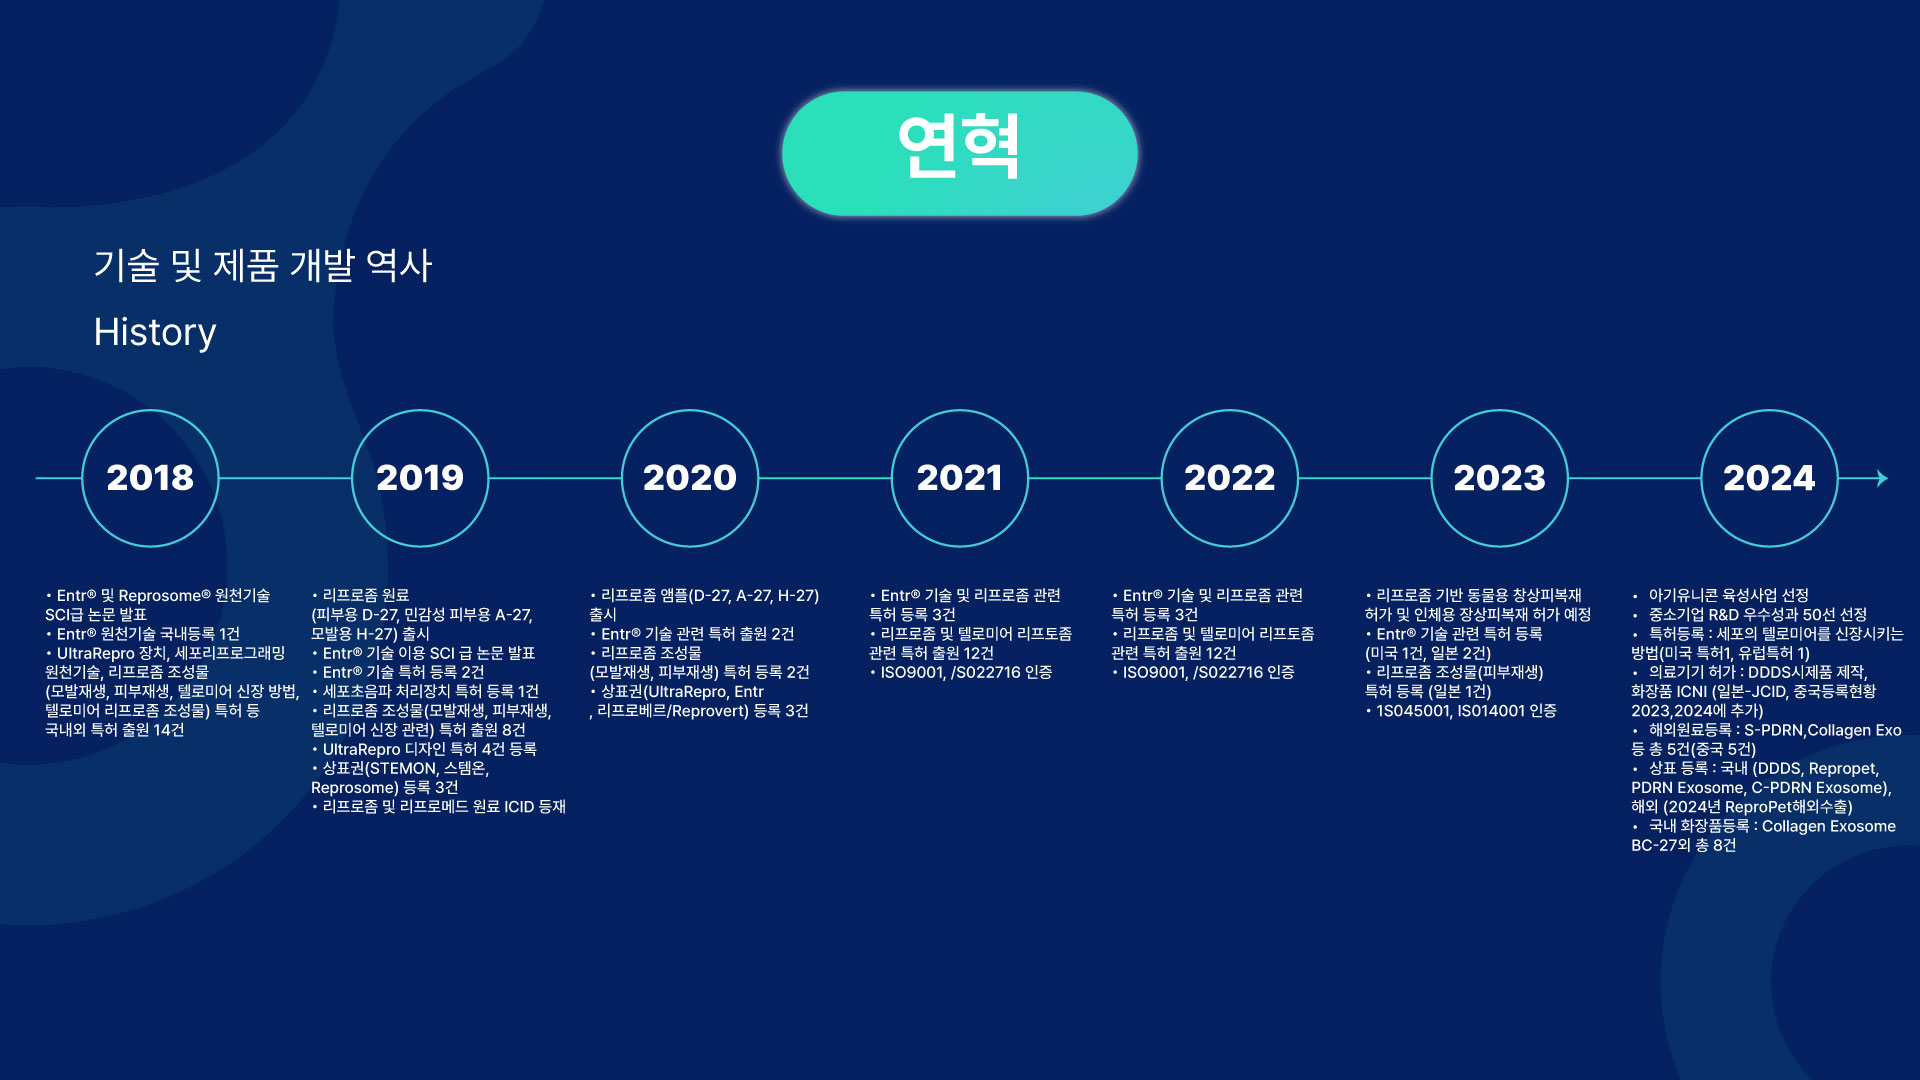 연혁
기술 및 제품 개발 역사
History
2018
2019
2020
2021
2022
2023
2024
• Entr® 및 Reprosome® 원천기술
SCI급 논문 발표
• Entr® 원천기술 국내등록 1건
• UltraRepro 장치, 세포리프로그래밍
원천기술, 리프로좀 조성물
(모발재생, 피부재생, 텔로미어 신장 방법,
텔로미어 리프로좀 조성물) 특허 등
국내외 특허 출원 14건
• 리프로좀 원료
(피부용 D-27, 민감성 피부용 A-27,
모발용 H-27) 출시
• Entr® 기술 이용 SCI 급 논문 발표
• Entr® 기술 특허 등록 2건
• 세포초음파 처리장치 특허 등록 1건
• 리프로좀 조성물(모발재생, 피부재생,
텔로미어 신장 관련) 특허 출원 8건
• UltraRepro 디자인 특허 4건 등록
• 상표권(STEMON, 스템온,
Reprosome) 등록 3건
• 리프로좀 및 리프로메드 원료 ICID 등재
• 리프로좀 앰플(D-27, A-27, H-27)
출시
• Entr® 기술 관련 특허 출원 2건
• 리프로좀 조성물
(모발재생, 피부재생) 특허 등록 2건
• 상표권(UltraRepro, Entr
, 리프로베르/Reprovert) 등록 3건
• Entr® 기술 및 리프로좀 관련
특허 등록 3건
• 리프로좀 및 텔로미어 리프토좀
관련 특허 출원 12건
• ISO9001, /S022716 인증
• Entr® 기술 및 리프로좀 관련
특허 등록 3건
• 리프로좀 및 텔로미어 리프토좀
관련 특허 출원 12건
• ISO9001, /S022716 인증
• 리프로좀 기반 동물용 창상피복재
허가 및 인체용 장상피복재 허가 예정
• Entr® 기술 관련 특허 등록
(미국 1건, 일본 2건)
• 리프로좀 조성물(피부재생)
특허 등록 (일본 1건)
• 1S045001, IS014001 인증
• 아기유니콘 육성사업 선정
• 중소기업 R&D 우수성과 50선 선정
• 특허등록 : 세포의 텔로미어를 신장시키는
방법(미국 특허1, 유럽특허 1)
• 의료기기 허가 : DDDS시제품 제작,
화장품 ICNI (일본-JCID, 중국등록현황
2023,2024에 추가)
• 해외원료등록 : S-PDRN,Collagen Exo
등 총 5건(중국 5건)
• 상표 등록 : 국내 (DDDS, Repropet,
PDRN Exosome, C-PDRN Exosome),
해외 (2024년 ReproPet해외수출)
• 국내 화장품등록 : Collagen Exosome
BC-27외 총 8건